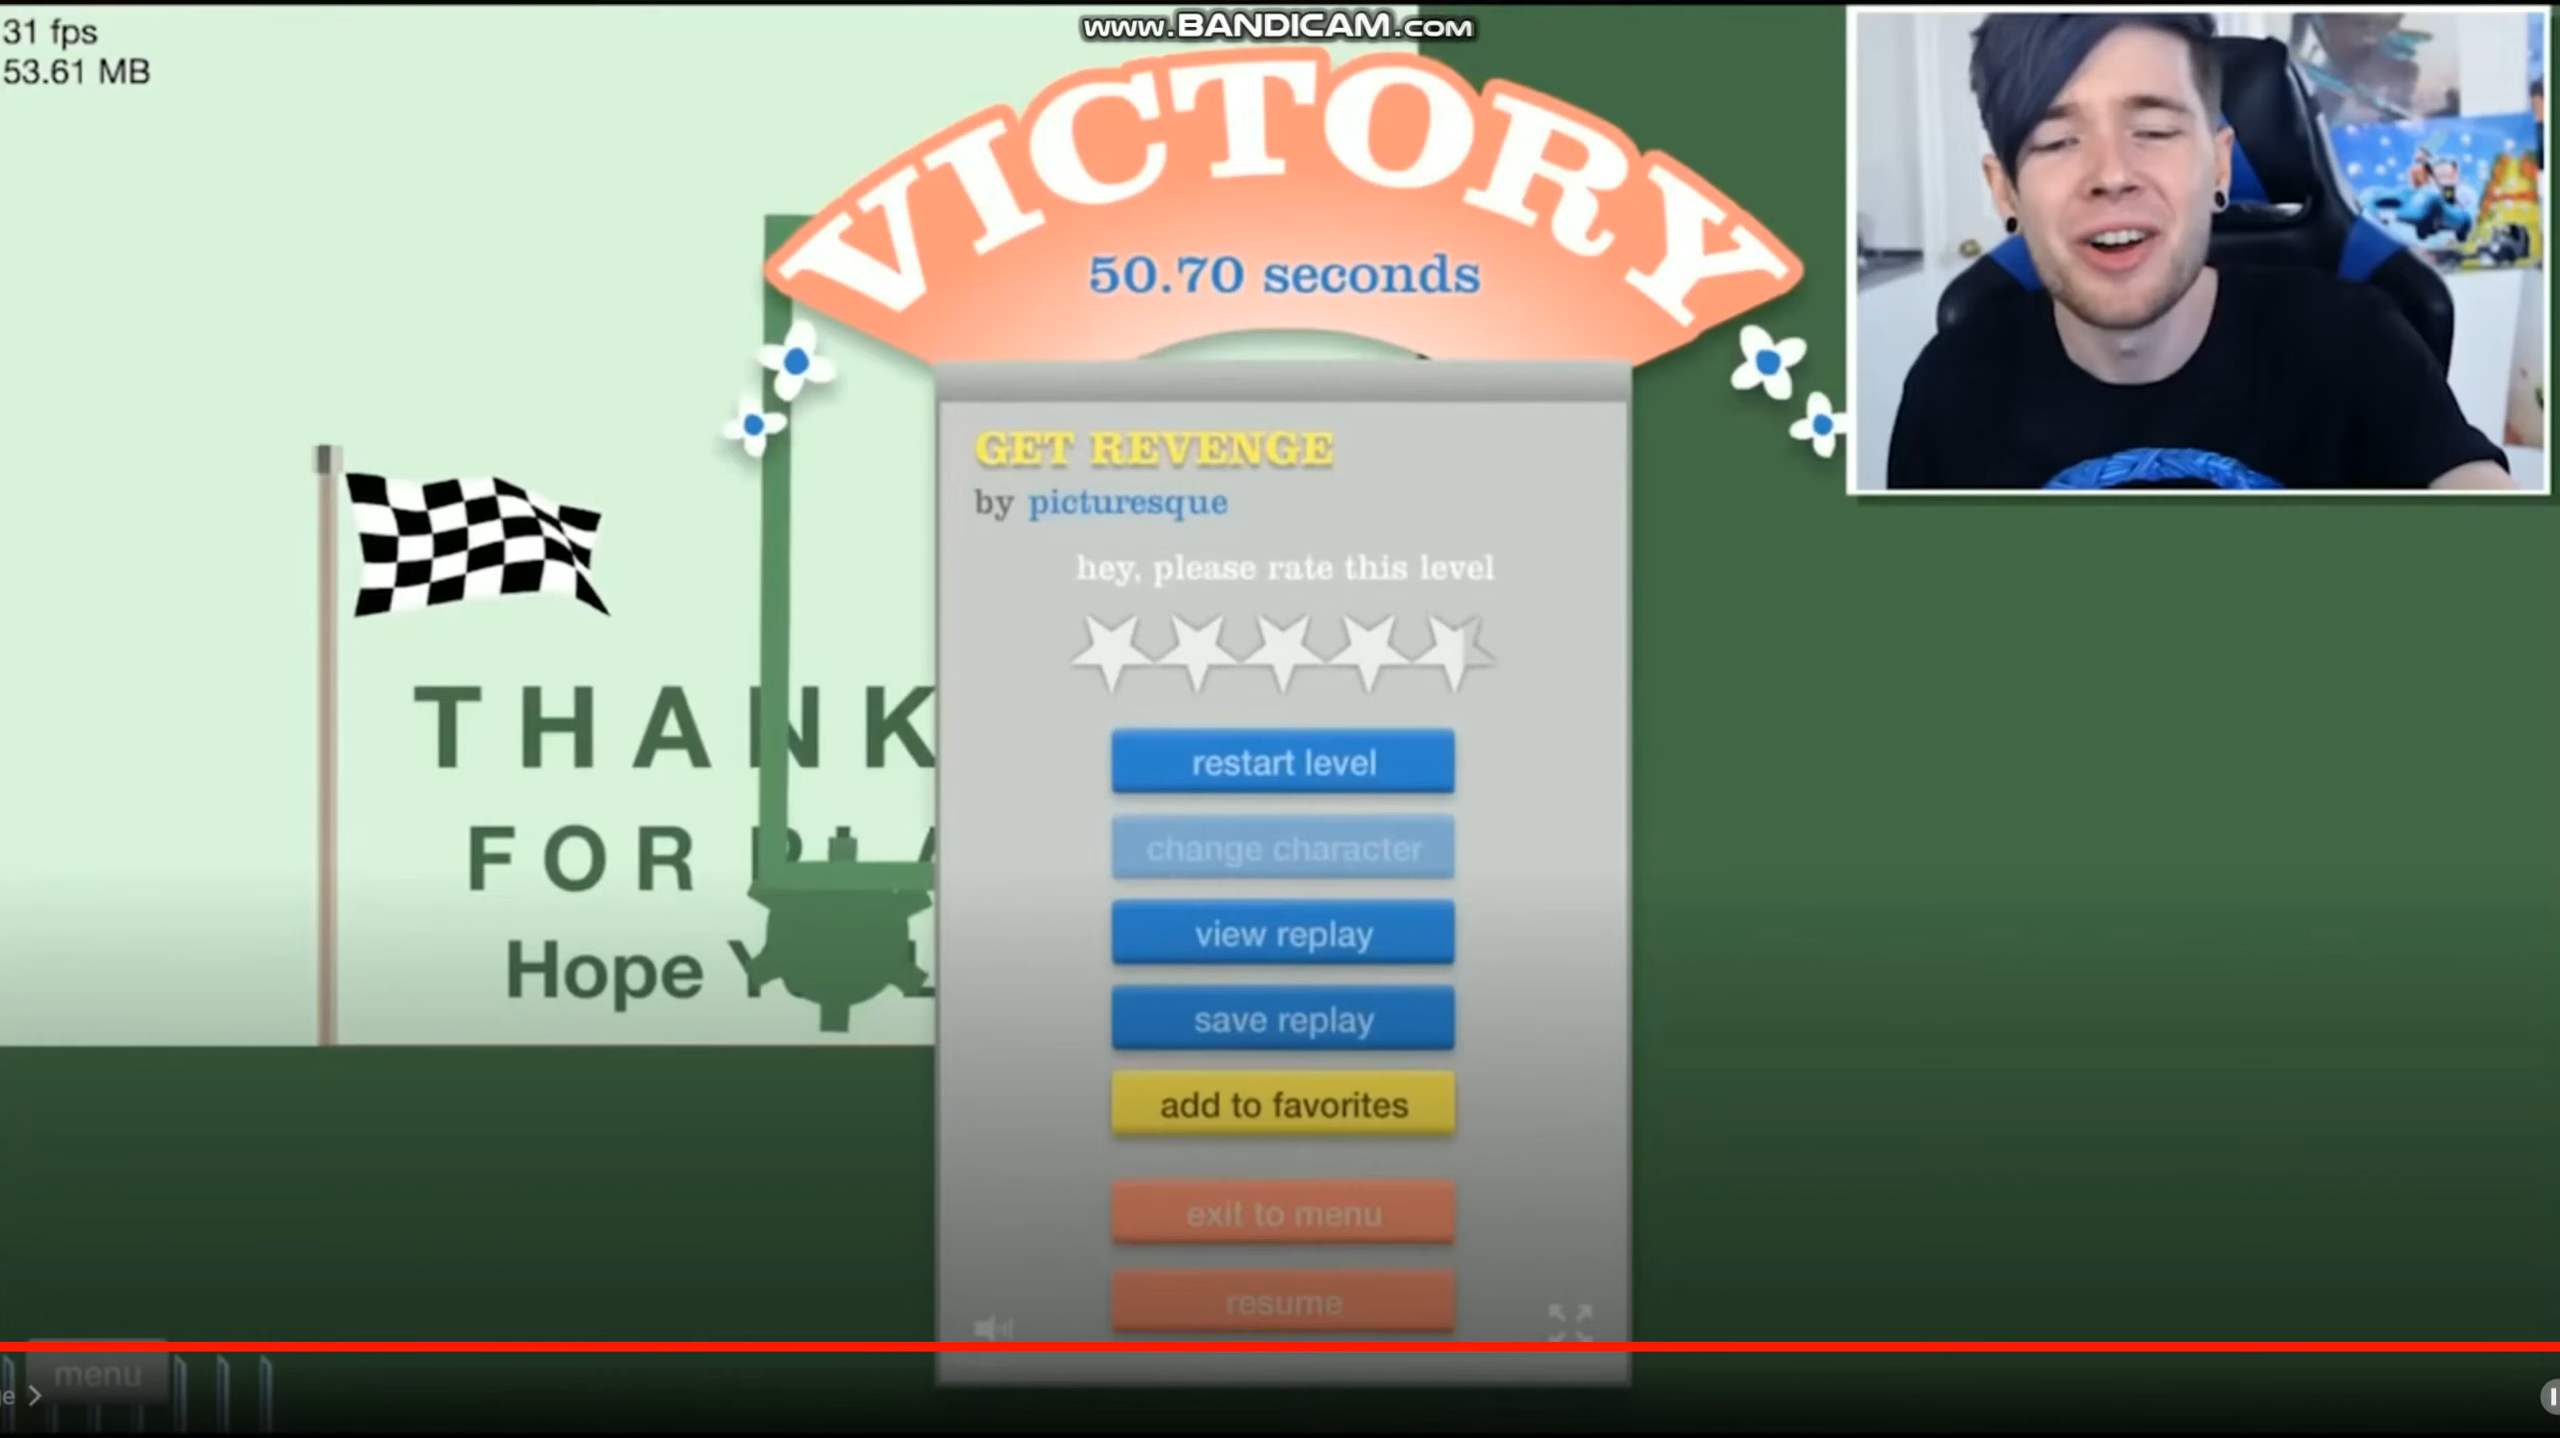 31 fps
53.61 MB
www.BANDICAM.com
VICTORY
50.70 seconds
GET REVENGE
by picturesque
hey, please rate this level
restart level
change character
view replay
save replay
add to favorites
exit to menu
resume
THANK
FOR
Hope
menu